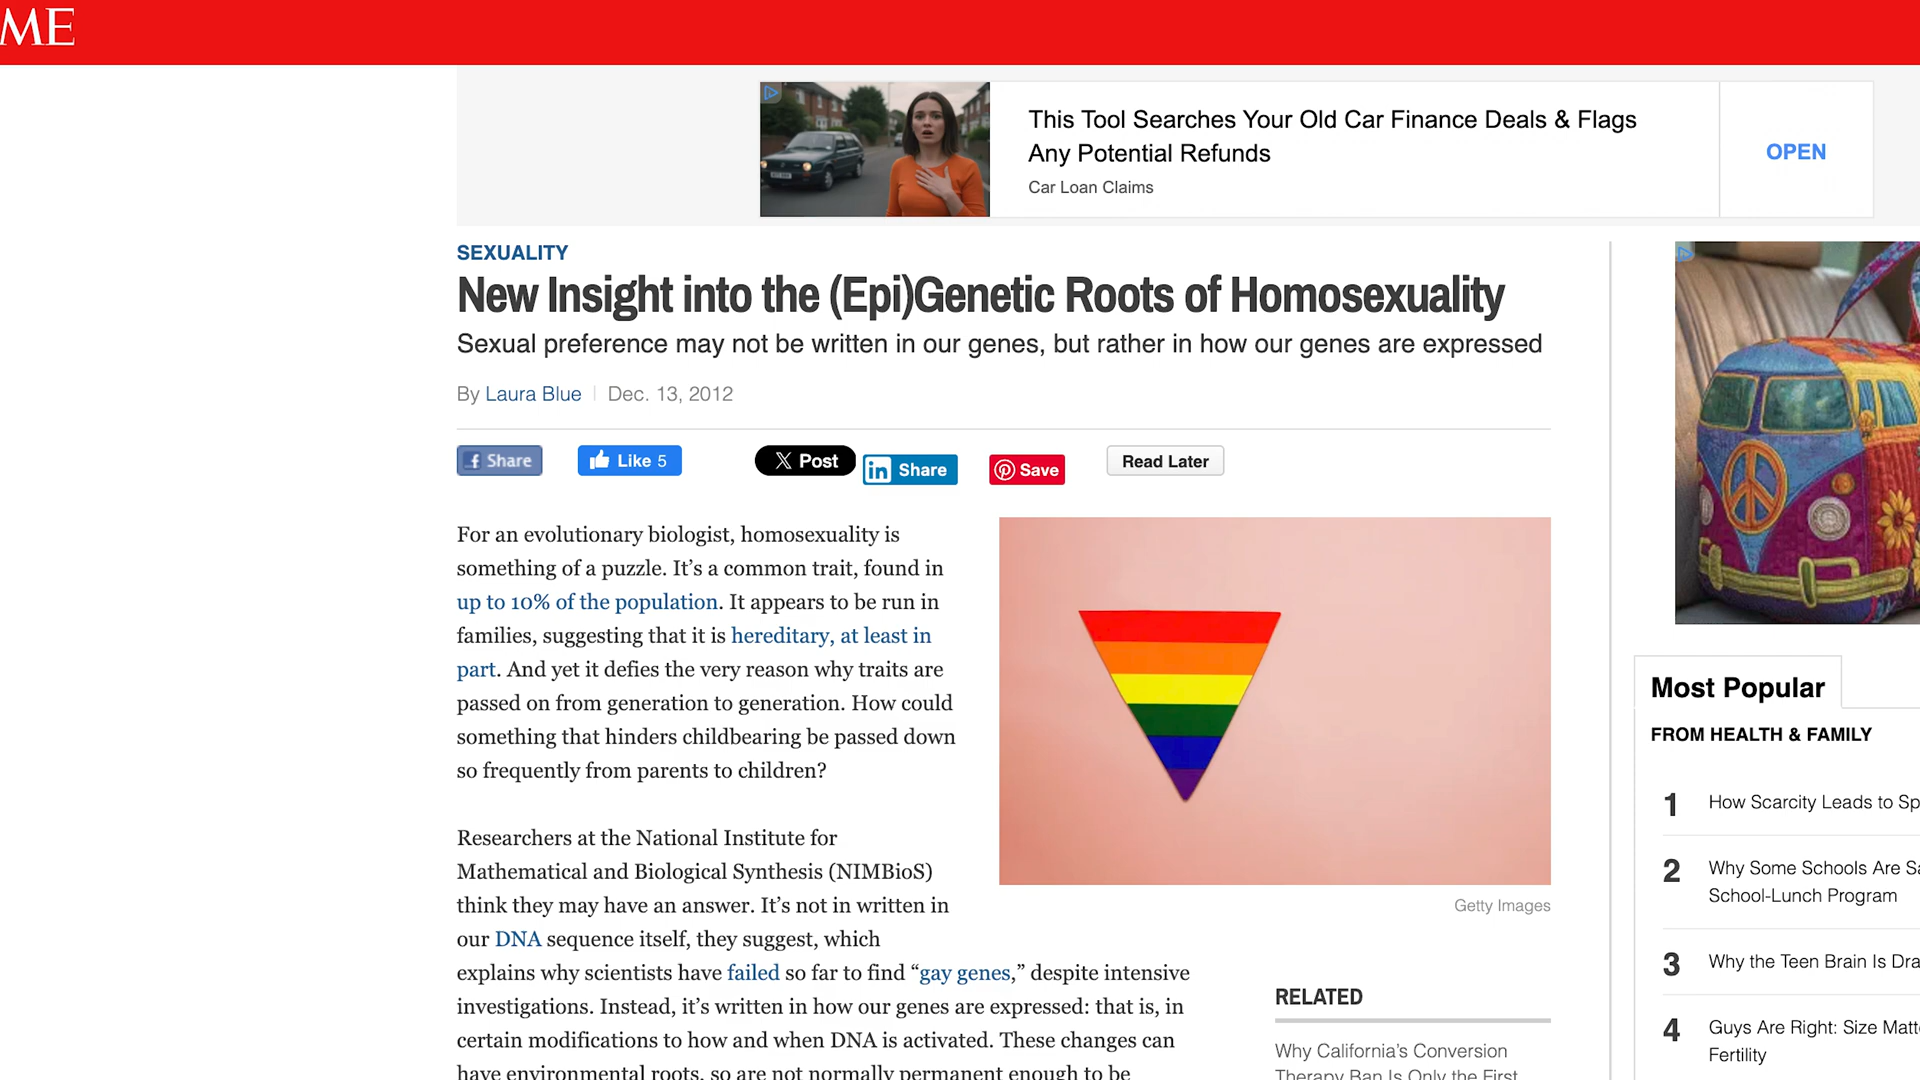 ME
This Tool Searches Your Old Car Finance Deals & Flags
Any Potential Refunds
Car Loan Claims
OPEN
SEXUALITY
New Insight into the (Epi)Genetic Roots of Homosexuality
Sexual preference may not be written in our genes, but rather in how our genes are expressed
By Laura Blue | Dec. 13, 2012
Share
Like 5
Post
Share
Save
Read Later
For an evolutionary biologist, homosexuality is
something of a puzzle. It's a common trait, found in
up to 10% of the population. It appears to be run in
families, suggesting that it is hereditary, at least in
part. And yet it defies the very reason why traits are
passed on from generation to generation. How could
something that hinders childbearing be passed down
so frequently from parents to children?
Researchers at the National Institute for
Mathematical and Biological Synthesis (NIMBioS)
think they may have an answer. It's not in written in
our DNA sequence itself, they suggest, which
explains why scientists have failed so far to find “gay genes,” despite intensive
investigations. Instead, it's written in how our genes are expressed: that is, in
certain modifications to how and when DNA is activated. These changes can
have environmental roots, so are not normally permanent enough to be
Getty Images
RELATED
Why California's Conversion
Therapy Ban Is Only the First
Most Popular
FROM HEALTH & FAMILY
1 How Scarcity Leads to Sp
2 Why Some Schools Are Sa
School-Lunch Program
3 Why the Teen Brain Is Dra
4 Guys Are Right: Size Matt
Fertility